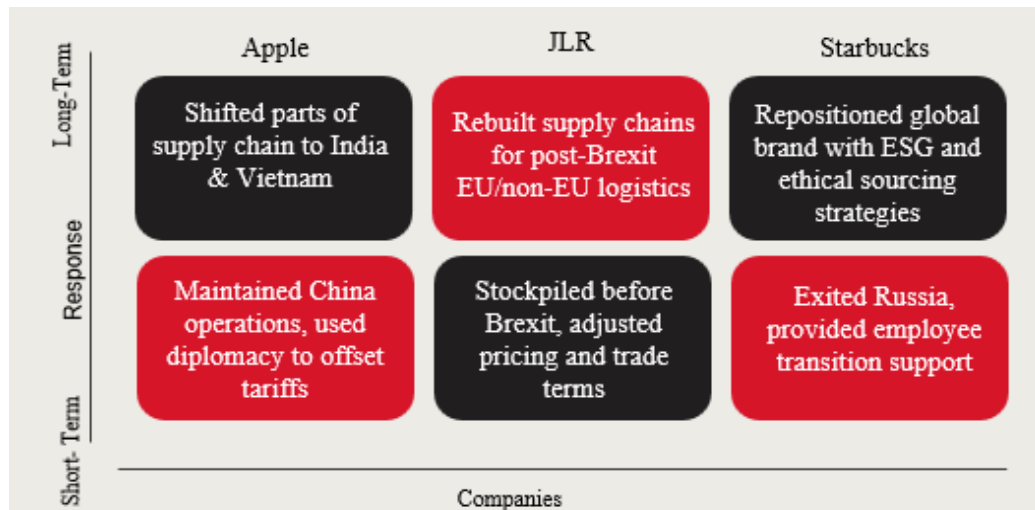 Apple
JLR
Starbucks
Long-Term
Response
Short- Term
Shifted parts of
supply chain to India
& Vietnam
Rebuilt supply chains
for post-Brexit
EU/non-EU logistics
Repositioned global
brand with ESG and
ethical sourcing
strategies
Maintained China
operations, used
diplomacy to offset
tariffs
Stockpiled before
Brexit, adjusted
pricing and trade
terms
Exited Russia,
provided employee
transition support
Companies